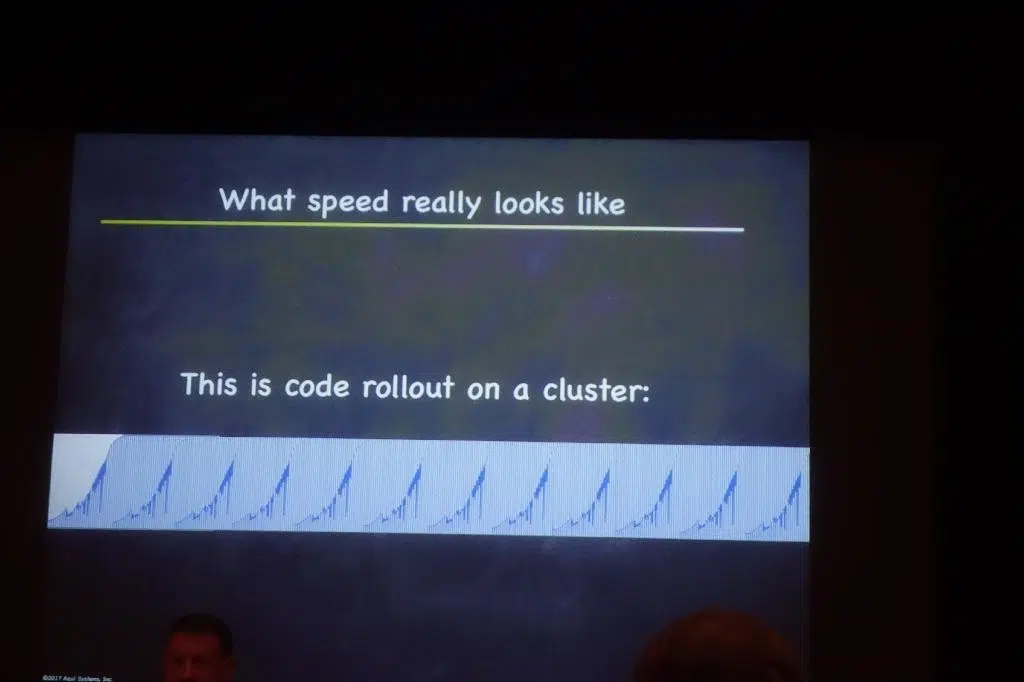 What speed really looks like
This is code rollout on a cluster:
©2017 Azul Systems, Inc.